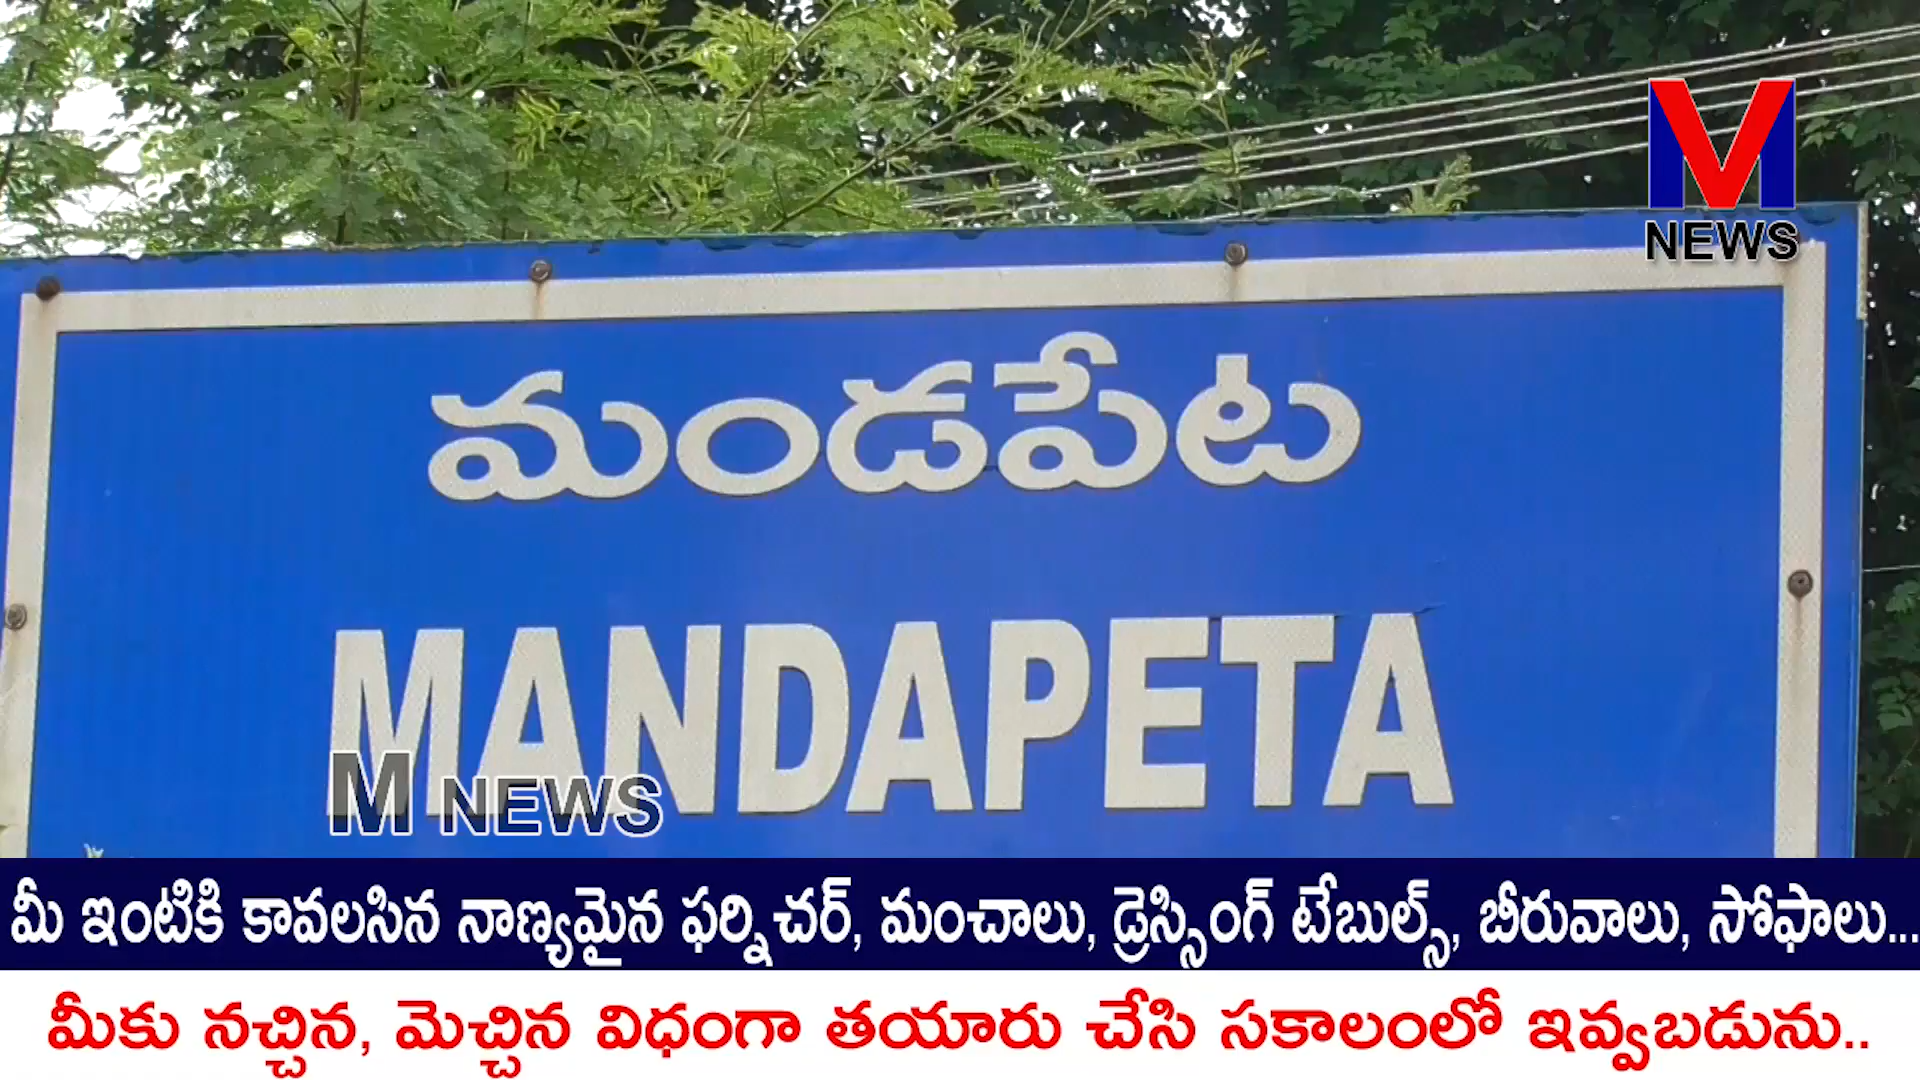 M
NEWS
మండపేట
MANDAPETA
M NEWS
మీ ఇంటికి కావలసిన నాణ్యమైన ఫర్నిచర్, మంచాలు, డ్రెస్సింగ్ టేబుల్స్, బీరువాలు, సోఫాలు...
మీకు నచ్చిన, మెచ్చిన విధంగా తయారు చేసి సకాలంలో ఇవ్వబడును..